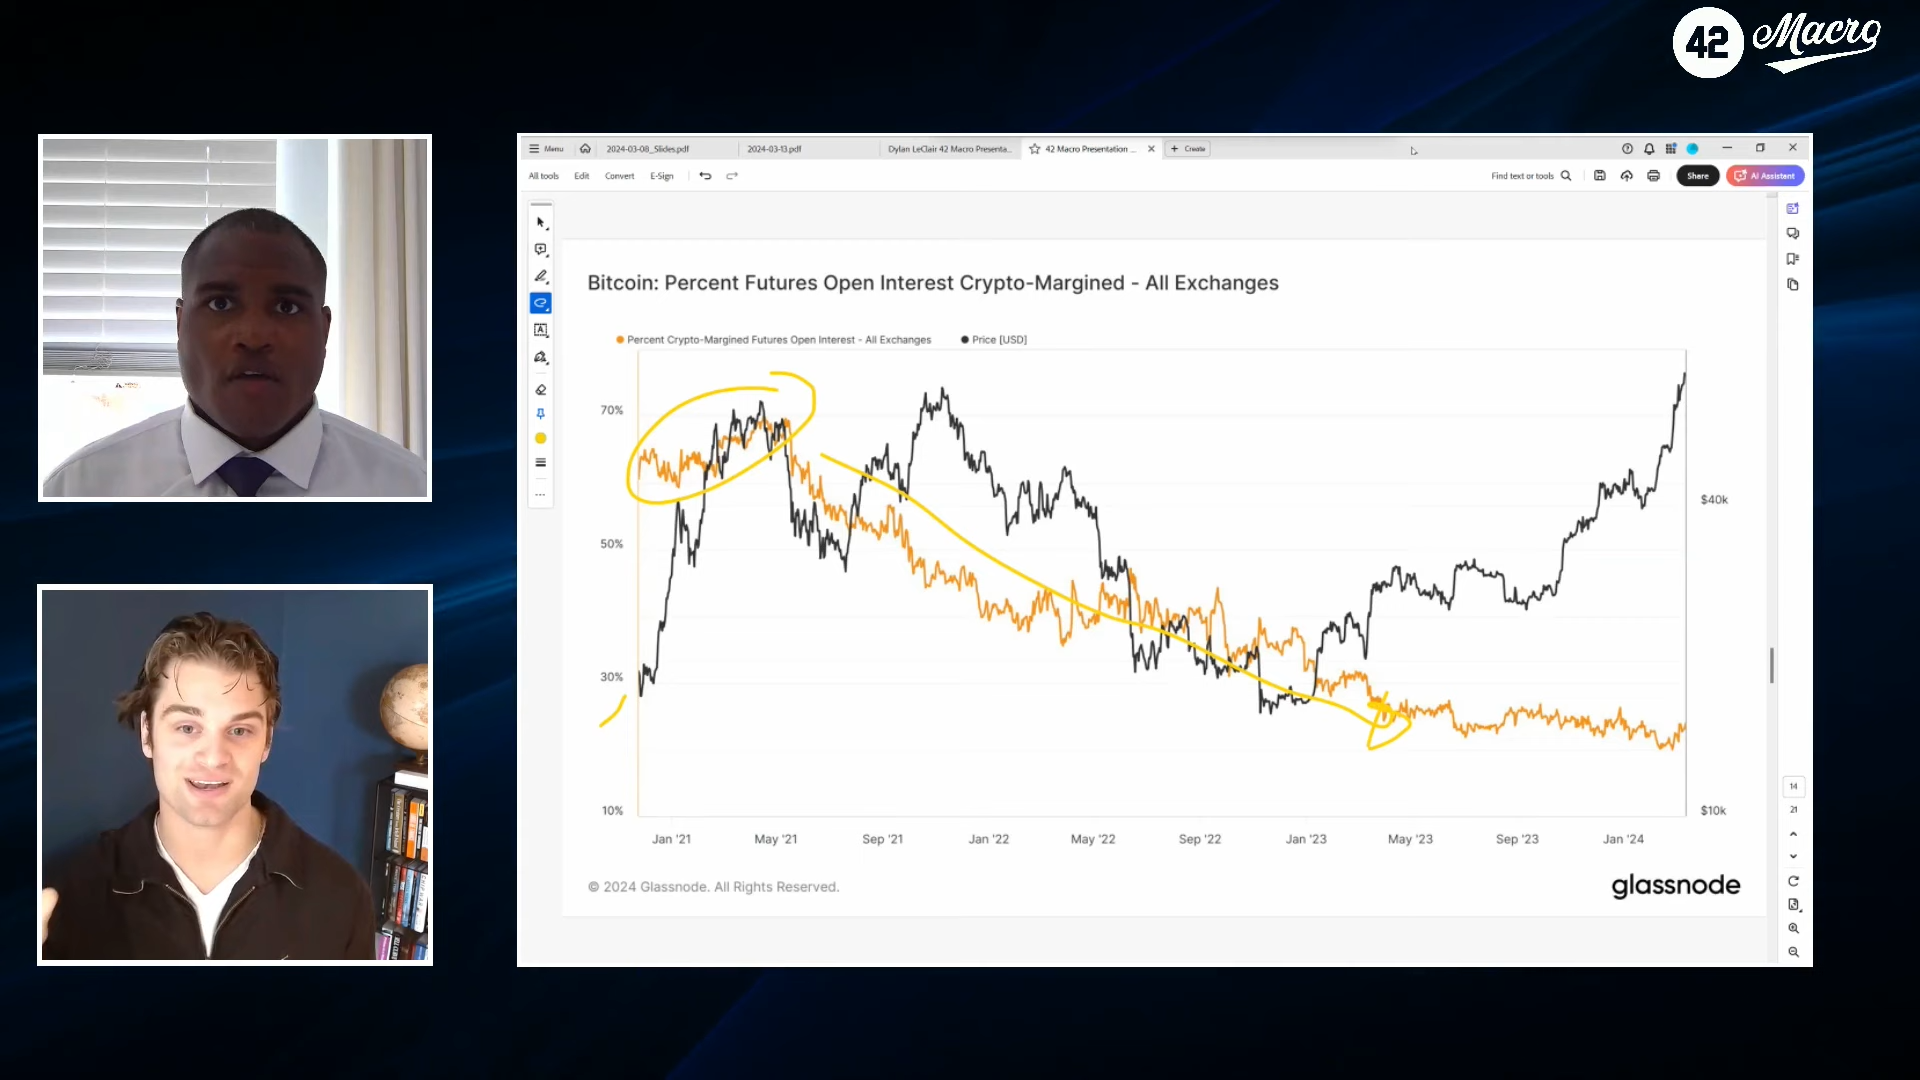 42 Macro
Menu
2024-03-08_Slides.pdf
2024-03-13.pdf
Dylan LeClair 42 Macro Presenta...
42 Macro Presentation ...
Create
All tools
Edit
Convert
E-Sign
Find text or tools
Share
AI Assistant
Bitcoin: Percent Futures Open Interest Crypto-Margined - All Exchanges
Percent Crypto-Margined Futures Open Interest - All Exchanges
Price [USD]
70%
50%
30%
10%
$40k
$10k
Jan '21
May '21
Sep '21
Jan '22
May '22
Sep '22
Jan '23
May '23
Sep '23
Jan '24
© 2024 Glassnode. All Rights Reserved.
glassnode
14
21